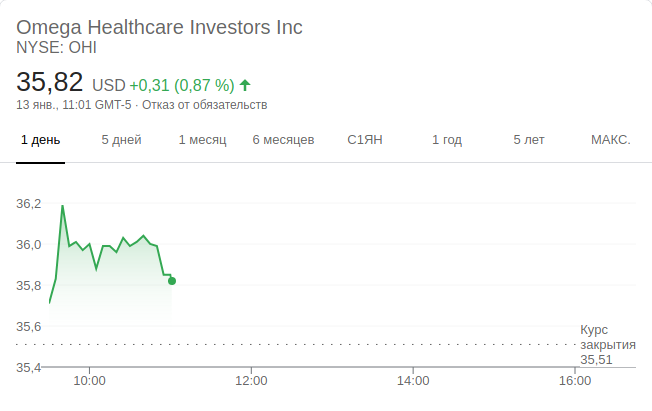 Omega Healthcare Investors Inc
NYSE: OHI
35,82 USD +0,31 (0,87 %)
13 янв., 11:01 GMT-5 · Отказ от обязательств
1 день 5 дней 1 месяц 6 месяцев С1ЯН 1 год 5 лет МАКС.
36,2
36,0
35,8
35,6
Курс
закрытия
35,51
35,4
10:00 12:00 14:00 16:00